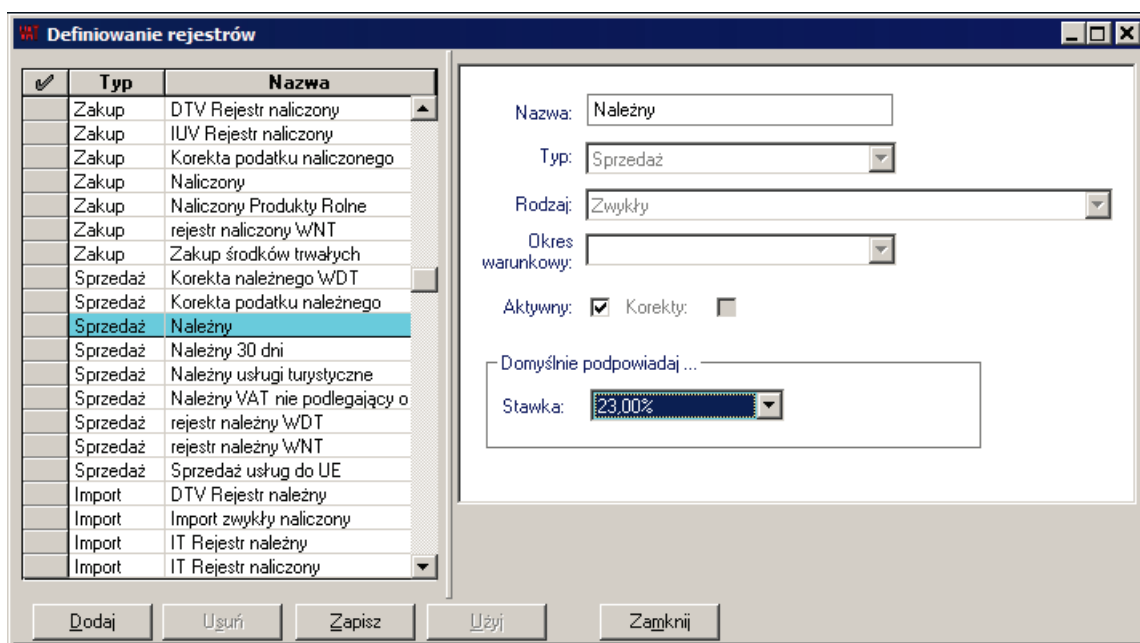 VAT Definiowanie rejestrów
Typ Nazwa
Zakup DTV Rejestr naliczony
Zakup IUV Rejestr naliczony
Zakup Korekta podatku naliczonego
Zakup Naliczony
Zakup Naliczony Produkty Rolne
Zakup rejestr naliczony WNT
Zakup Zakup środków trwałych
Sprzedaż Korekta należnego WDT
Sprzedaż Korekta podatku należnego
Sprzedaż Należny
Sprzedaż Należny 30 dni
Sprzedaż Należny usługi turystyczne
Sprzedaż Należny VAT nie podlegający o
Sprzedaż rejestr należny WDT
Sprzedaż rejestr należny WNT
Sprzedaż Sprzedaż usług do UE
Import DTV Rejestr należny
Import Import zwykły naliczony
Import IT Rejestr należny
Import IT Rejestr naliczony
Nazwa: Należny
Typ: Sprzedaż
Rodzaj: Zwykły
Okres
warunkowy:
Aktywny: Korekty:
Domyślnie podpowiadaj ...
Stawka: 23,00%
Dodaj Usuń Zapisz Użyj Zamknij